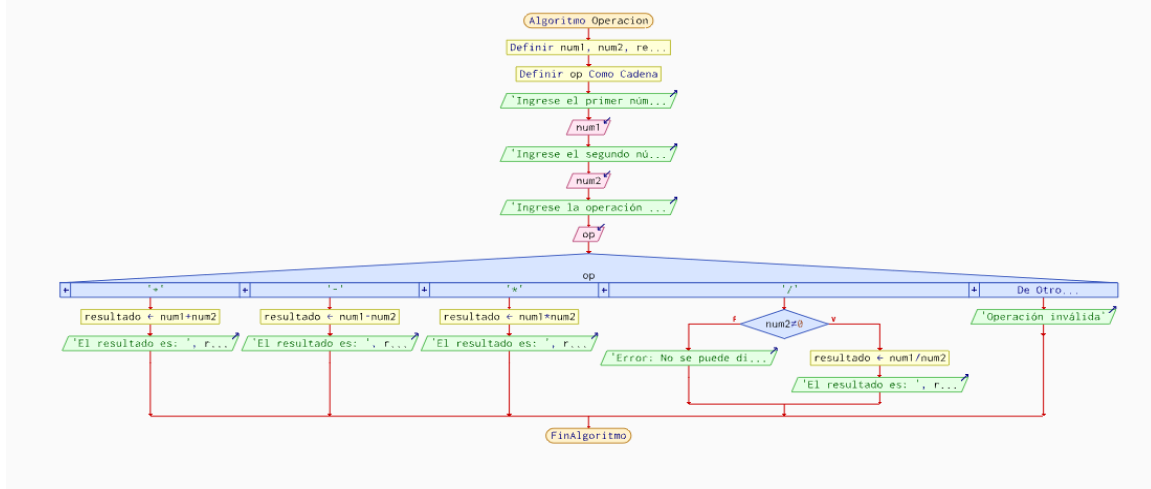 Algoritmo Operacion
Definir num1, num2, re...
Definir op Como Cadena
'Ingrese el primer núm...
num1
'Ingrese el segundo nú...
num2
'Ingrese la operación ...
op
op
'+'
'-'
'*'
'/'
De Otro...
resultado ← num1+num2
resultado ← num1-num2
resultado ← num1*num2
F
num2≠0
V
'Operación inválida'
'El resultado es: ', r...
'El resultado es: ', r...
'El resultado es: ', r...
'Error: No se puede di...
resultado ← num1/num2
'El resultado es: ', r...
FinAlgoritmo